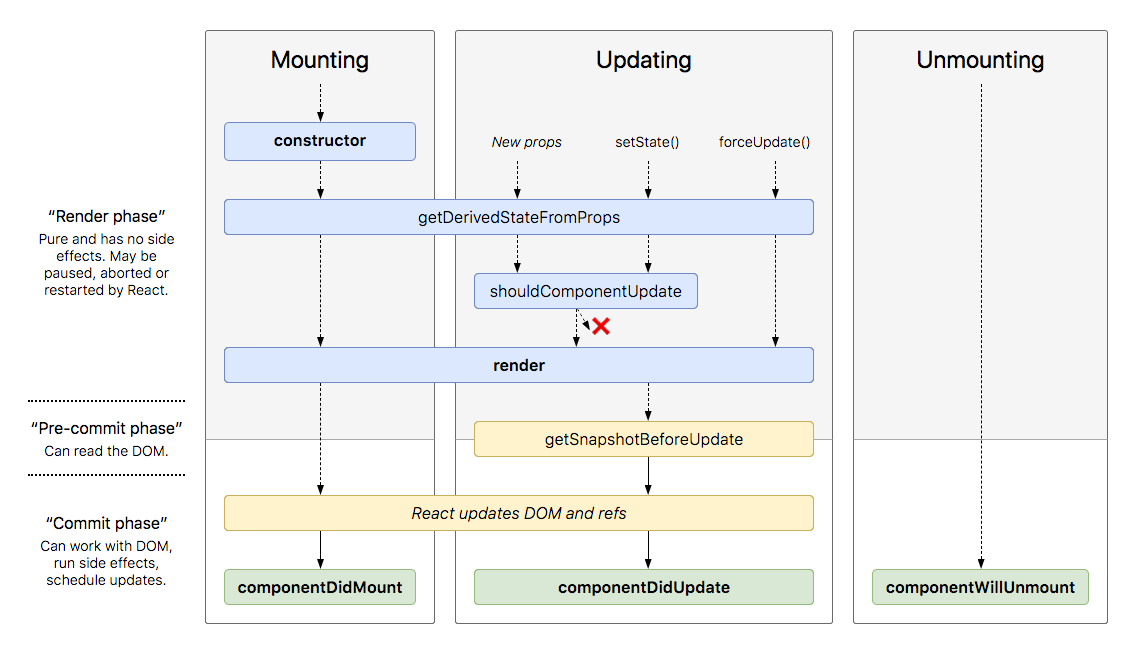 Mounting
Updating
Unmounting
constructor
New props
setState()
forceUpdate()
“Render phase”
Pure and has no side
effects. May be
paused, aborted or
restarted by React.
getDerivedStateFromProps
shouldComponentUpdate
render
“Pre-commit phase”
Can read the DOM.
getSnapshotBeforeUpdate
“Commit phase”
Can work with DOM,
run side effects,
schedule updates.
React updates DOM and refs
componentDidMount
componentDidUpdate
componentWillUnmount